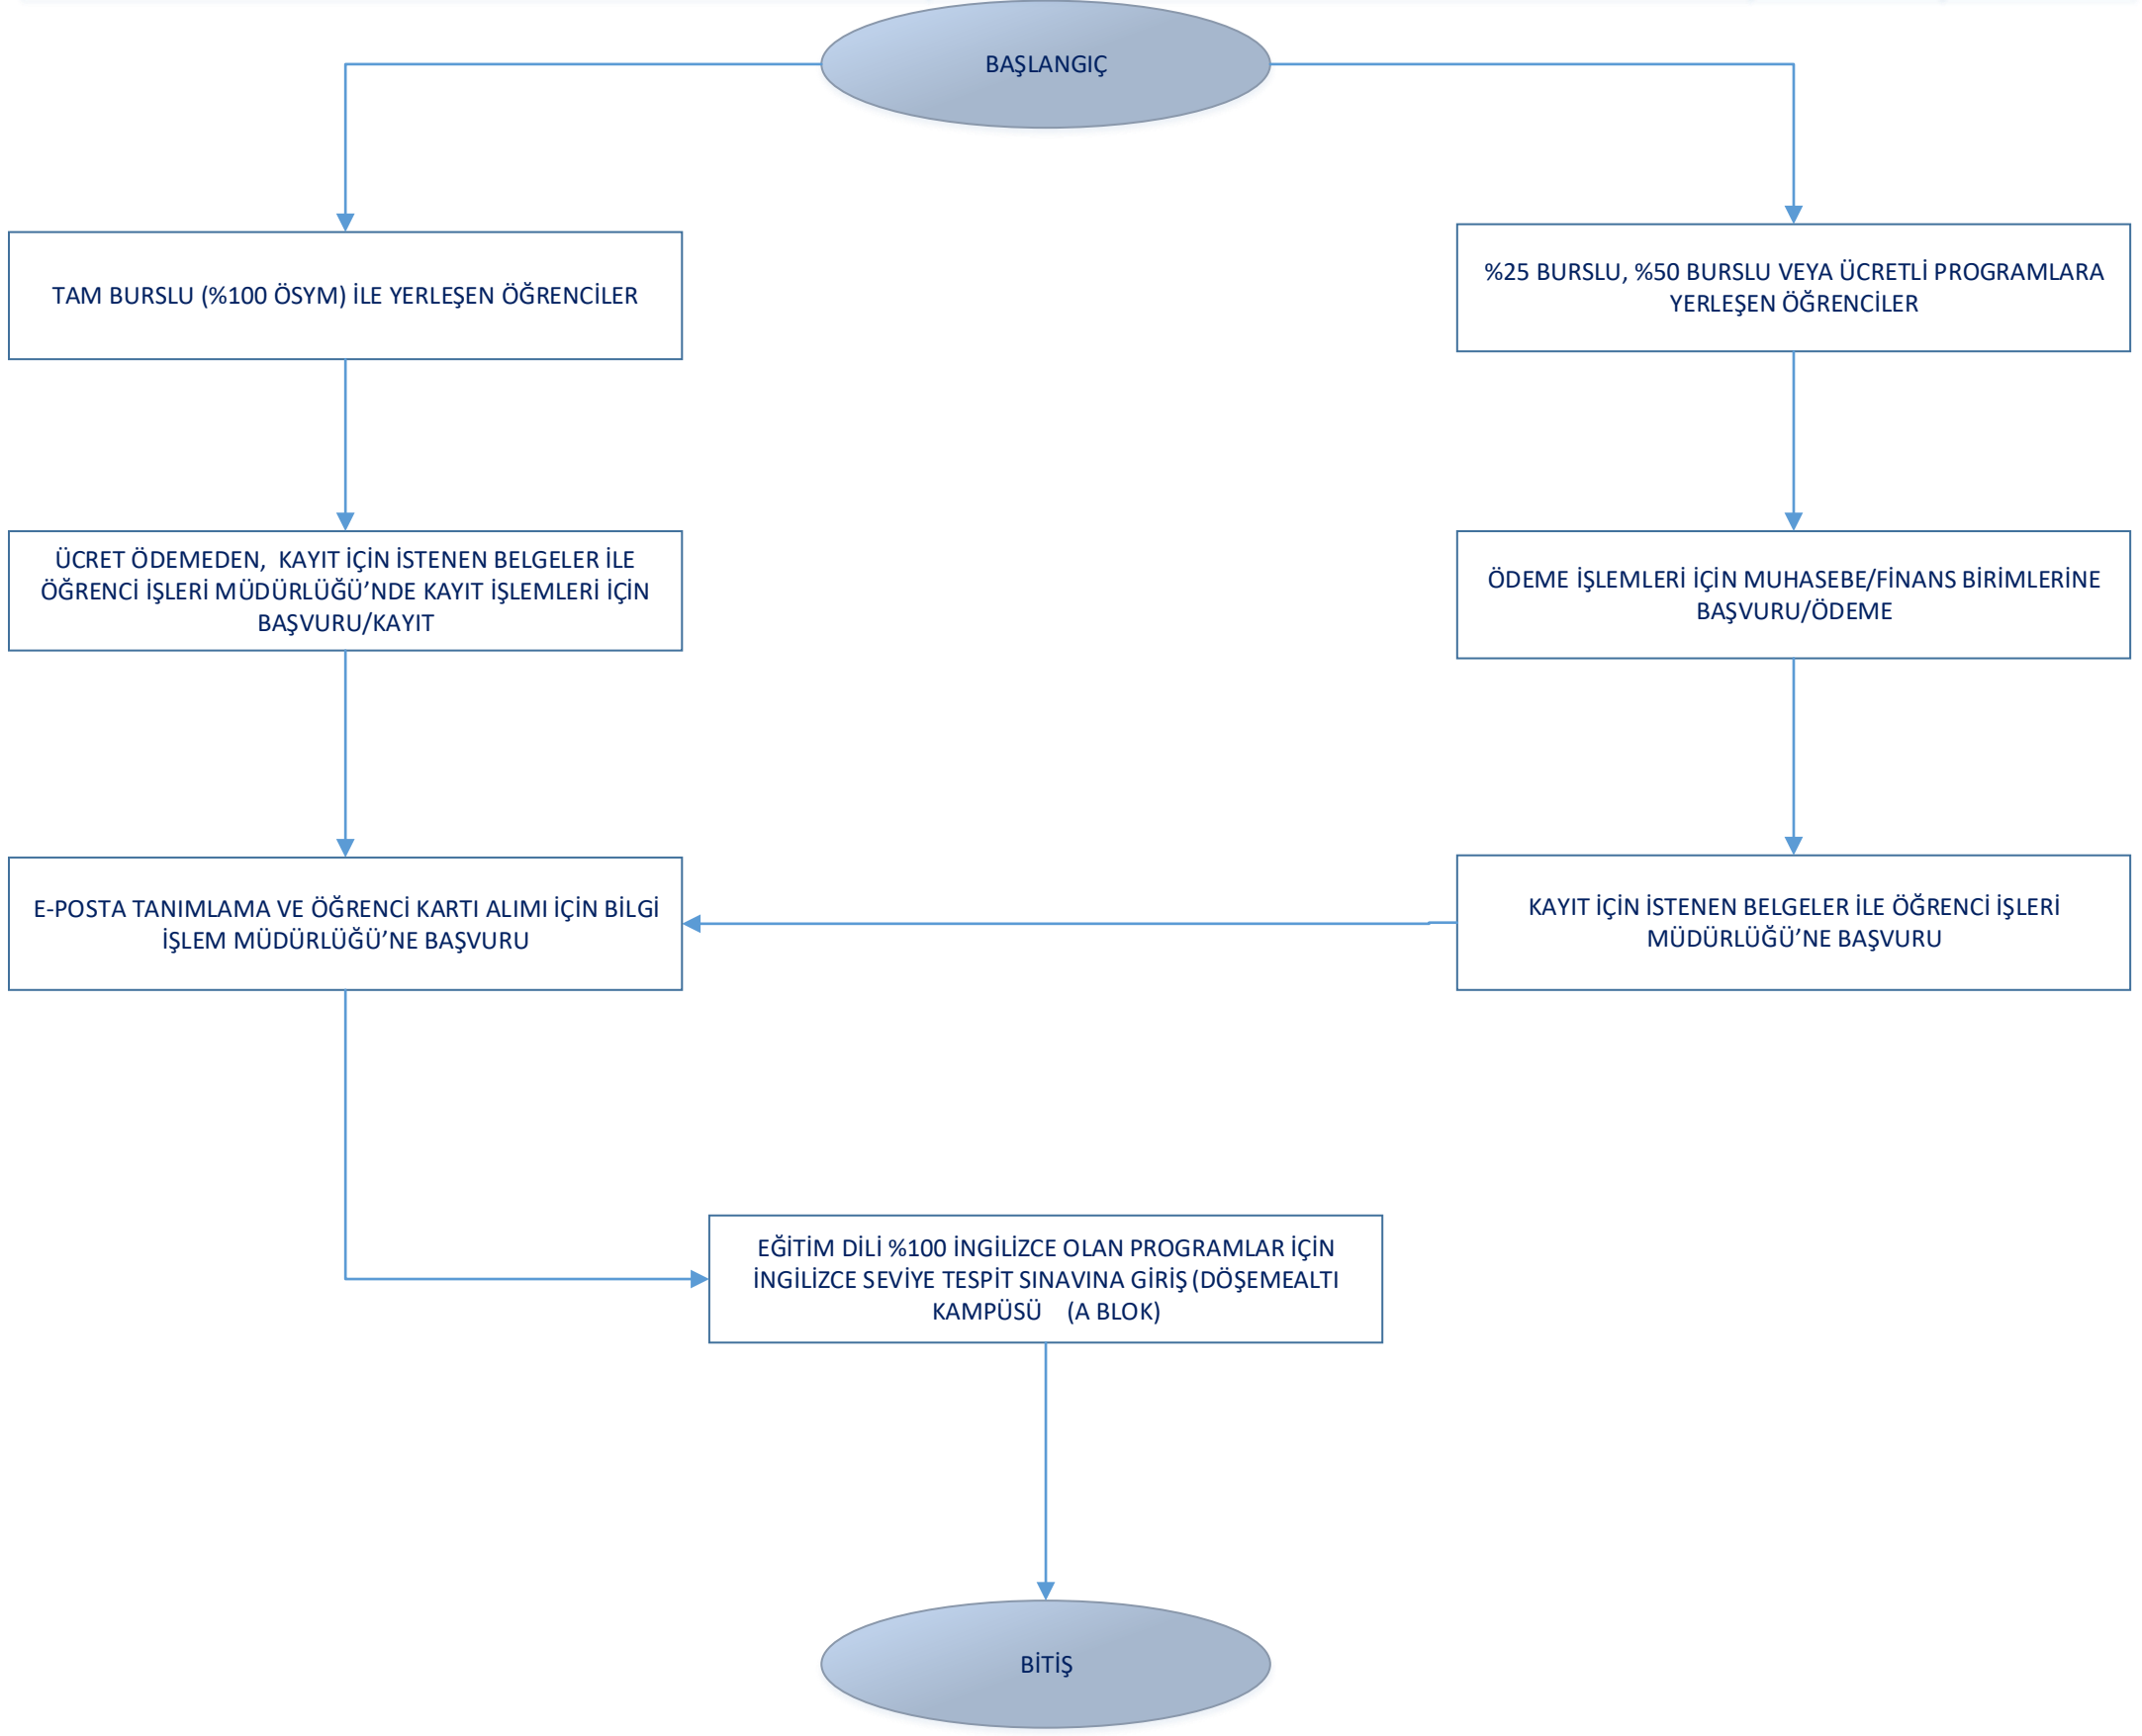 BAŞLANGIÇ
TAM BURSLU (%100 ÖSYM) İLE YERLEŞEN ÖĞRENCİLER
%25 BURSLU, %50 BURSLU VEYA ÜCRETLİ PROGRAMLARA
YERLEŞEN ÖĞRENCİLER
ÜCRET ÖDEMEDEN, KAYIT İÇİN İSTENEN BELGELER İLE
ÖĞRENCİ İŞLERİ MÜDÜRLÜĞÜ’NDE KAYIT İŞLEMLERİ İÇİN
BAŞVURU/KAYIT
ÖDEME İŞLEMLERİ İÇİN MUHASEBE/FİNANS BİRİMLERİNE
BAŞVURU/ÖDEME
E-POSTA TANIMLAMA VE ÖĞRENCİ KARTI ALIMI İÇİN BİLGİ
İŞLEM MÜDÜRLÜĞÜ’NE BAŞVURU
KAYIT İÇİN İSTENEN BELGELER İLE ÖĞRENCİ İŞLERİ
MÜDÜRLÜĞÜ’NE BAŞVURU
EĞİTİM DİLİ %100 İNGİLİZCE OLAN PROGRAMLAR İÇİN
İNGİLİZCE SEVİYE TESPİT SINAVINA GİRİŞ (DÖŞEMEALTI
KAMPÜSÜ (A BLOK)
BİTİŞ